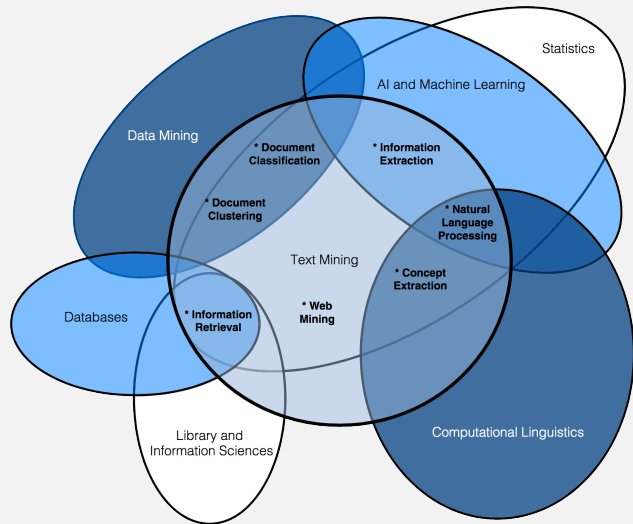 Statistics
AI and Machine Learning
Data Mining
* Document
Classification
* Information
Extraction
* Document
Clustering
* Natural
Language
Processing
Text Mining
* Concept
Extraction
* Web
Mining
Databases
* Information
Retrieval
Library and
Information Sciences
Computational Linguistics